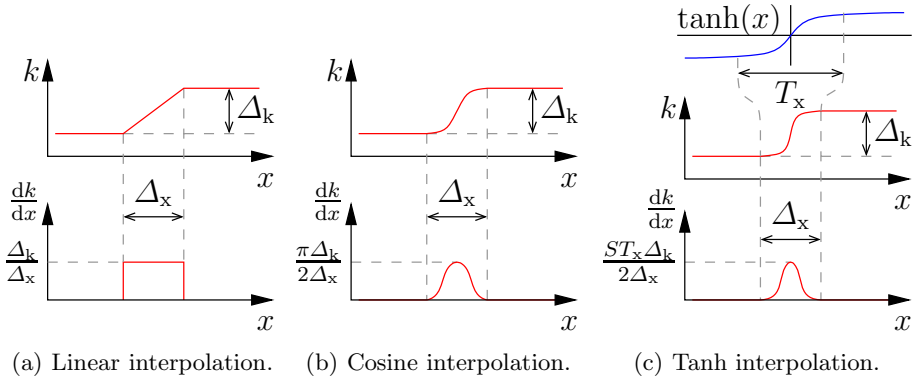 k
Δk
x
dk/dx
Δx
Δk/Δx
x
(a) Linear interpolation.
k
Δk
x
dk/dx
Δx
πΔk/2Δx
x
(b) Cosine interpolation.
tanh(x)
Tx
k
Δk
x
dk/dx
Δx
STxΔk/2Δx
x
(c) Tanh interpolation.